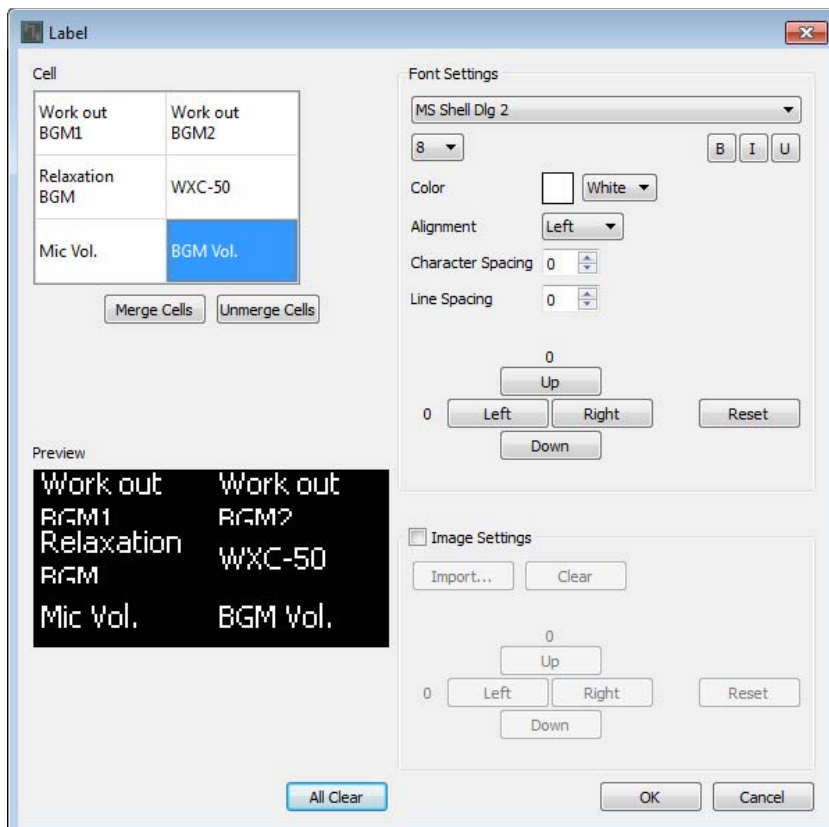 Label
Cell
Work out
BGM1
Work out
BGM2
Relaxation
BGM
WXC-50
Mic Vol.
BGM Vol.
Merge Cells
Unmerge Cells
Preview
Work out
BGM1
Work out
BGM2
Relaxation
BGM
WXC-50
Mic Vol.
BGM Vol.
All Clear
Font Settings
MS Shell Dlg 2
8
B I U
Color
White
Alignment
Left
Character Spacing 0
Line Spacing 0
0
Up
0 Left Right Reset
Down
Image Settings
Import... Clear
0
Up
0 Left Right Reset
Down
OK Cancel